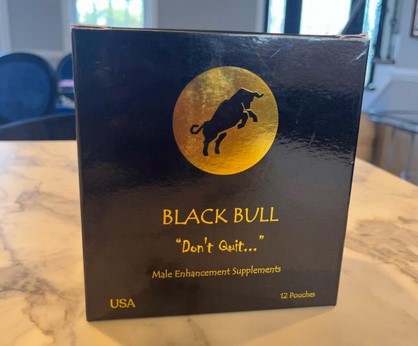 BLACK BULL
"Don't Quit..."
Male Enhancement Supplements
USA
12 Pouches